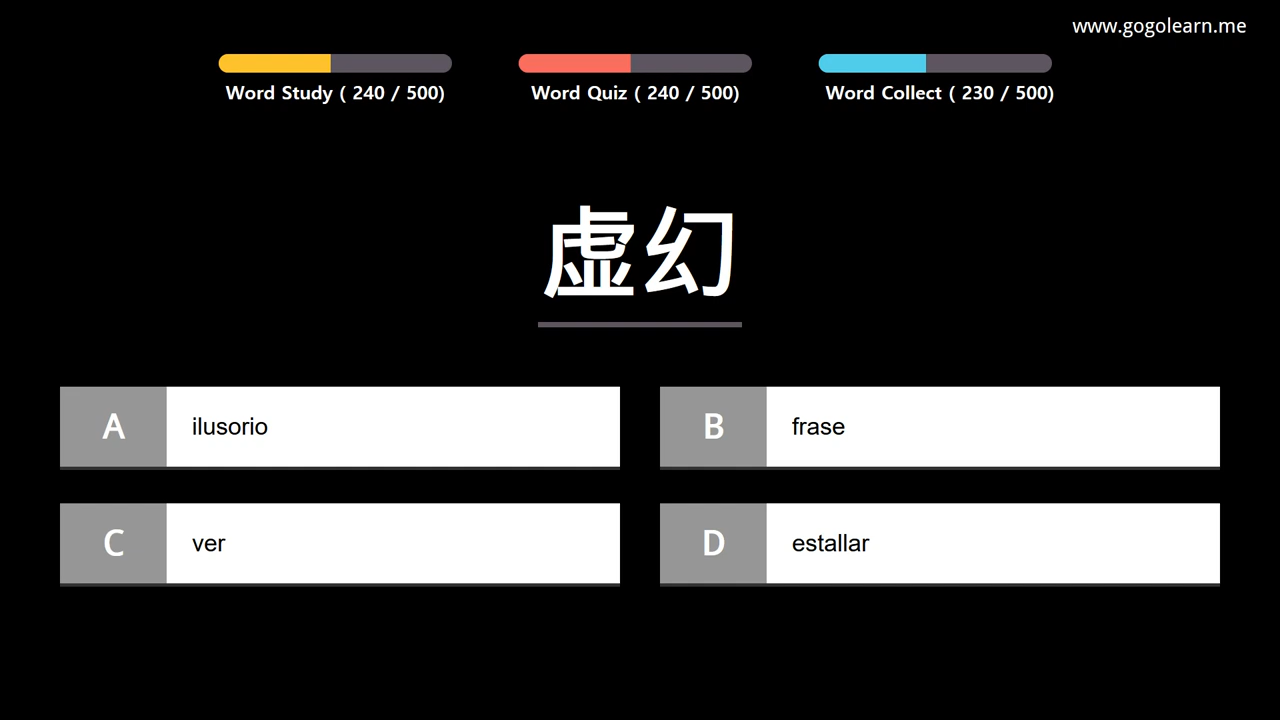 www.gogolearn.me
Word Study ( 240 / 500)
Word Quiz ( 240 / 500)
Word Collect ( 230 / 500)
虚幻
A ilusorio
B frase
C ver
D estallar